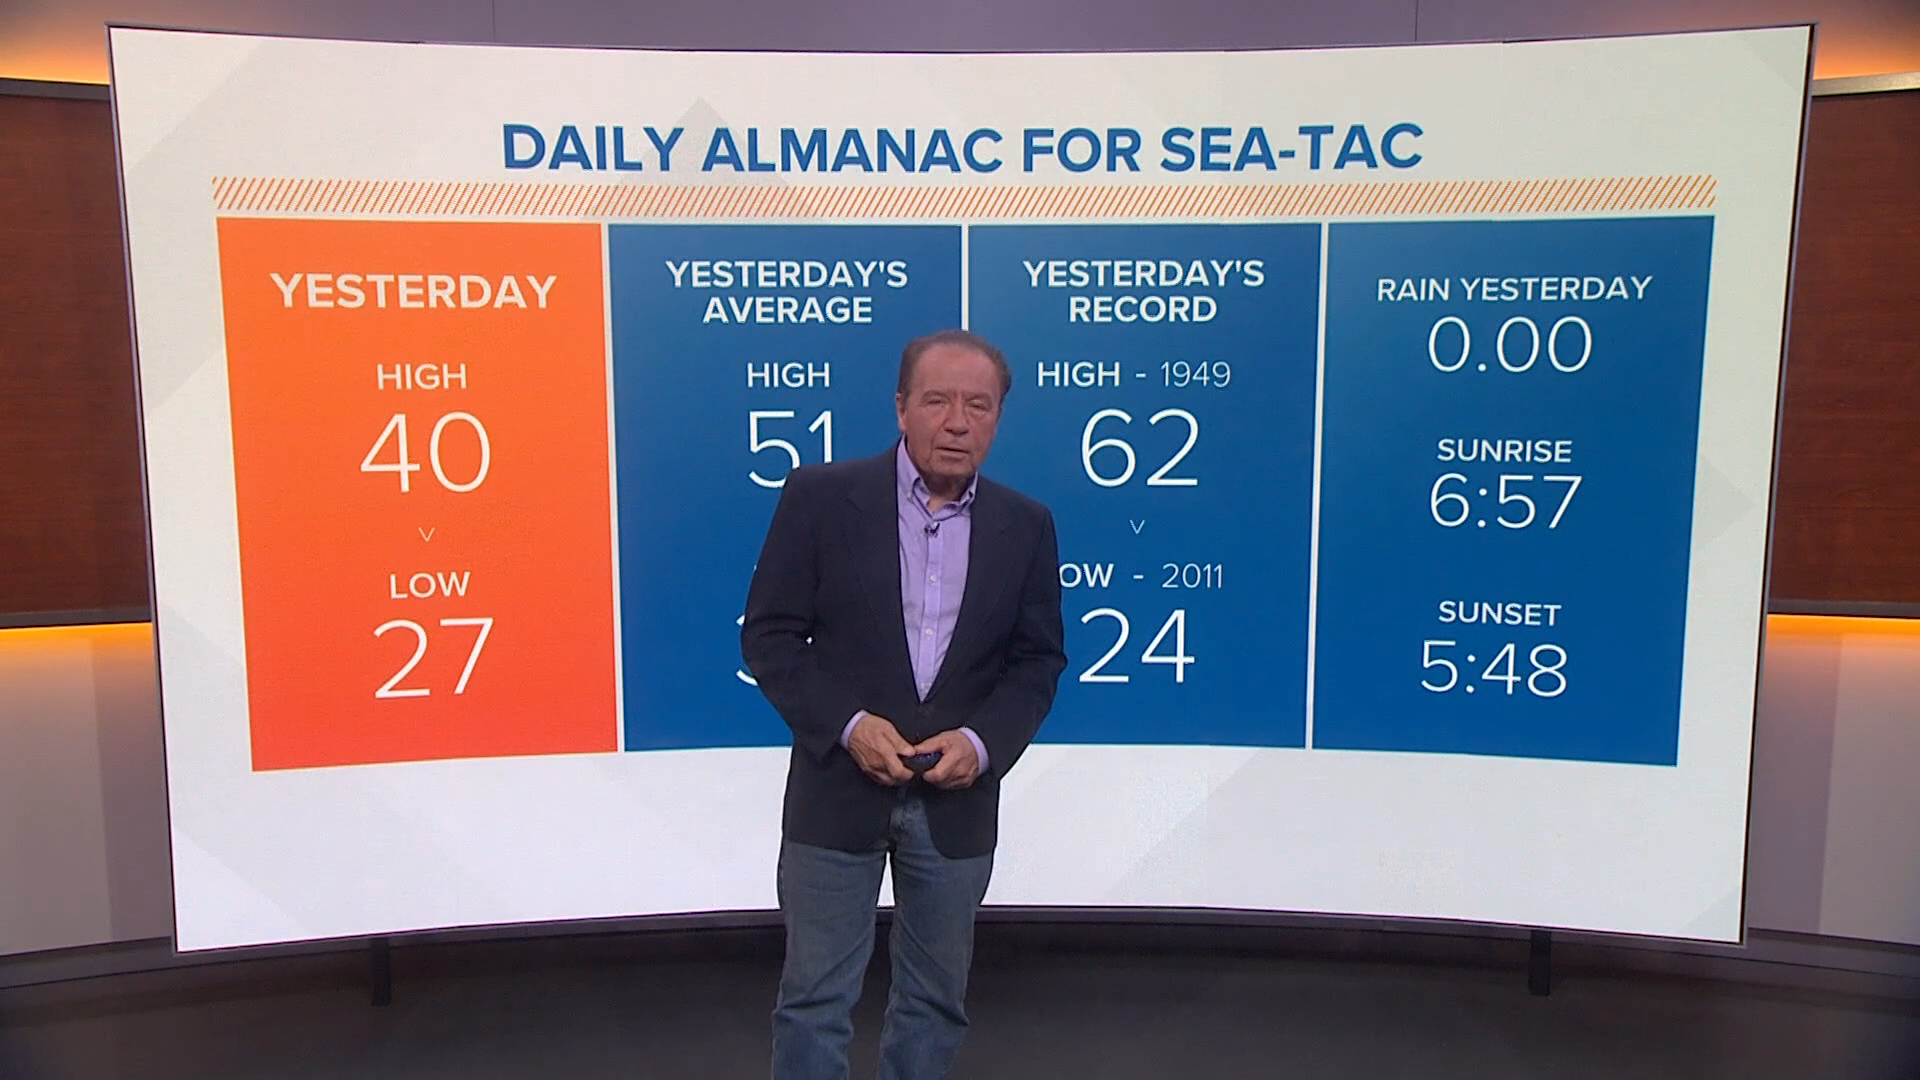 DAILY ALMANAC FOR SEA-TAC
YESTERDAY
HIGH
40
LOW
27
YESTERDAY'S
AVERAGE
HIGH
51
YESTERDAY'S
RECORD
HIGH - 1949
62
OW - 2011
24
RAIN YESTERDAY
0.00
SUNRISE
6:57
SUNSET
5:48